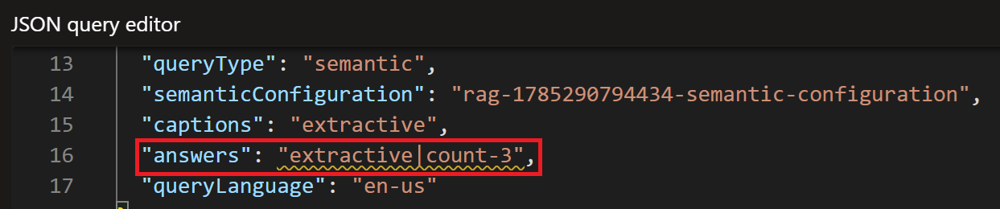 JSON query editor
13 "queryType": "semantic",
14 "semanticConfiguration": "rag-1785290794434-semantic-configuration",
15 "captions": "extractive",
16 "answers": "extractive|count-3",
17 "queryLanguage": "en-us"